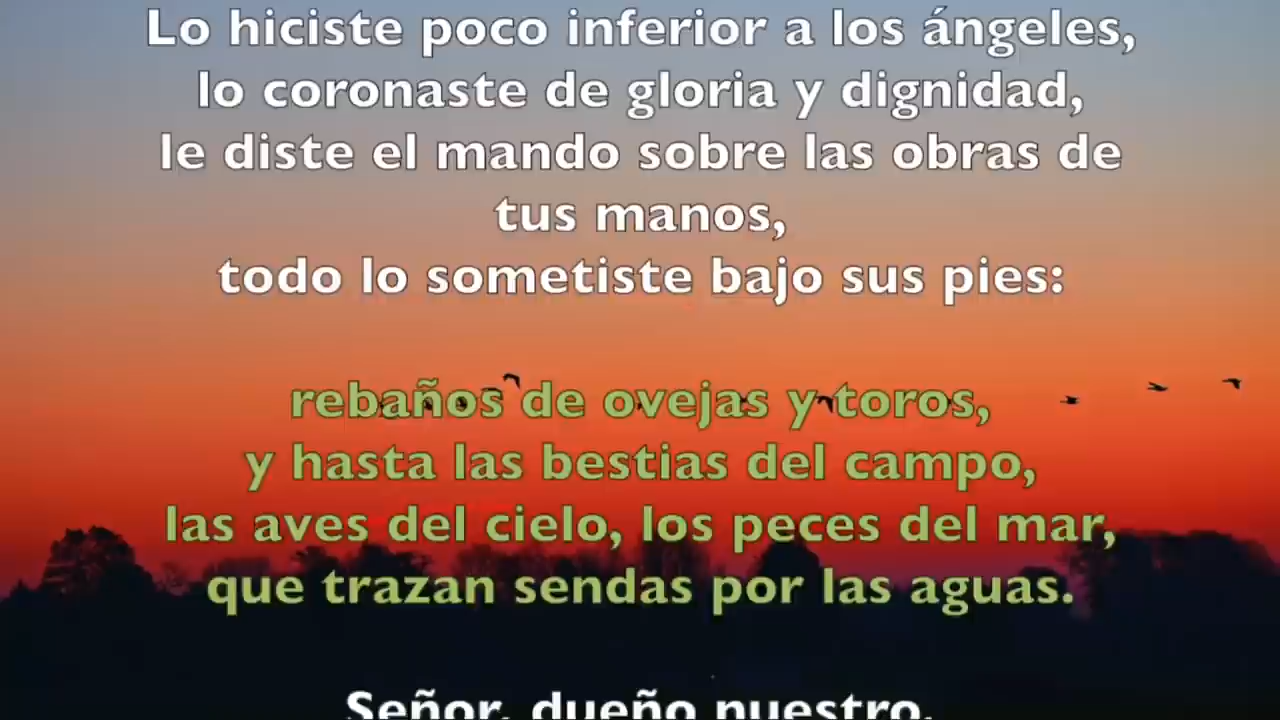 Lo hiciste poco inferior a los ángeles,
lo coronaste de gloria y dignidad,
le diste el mando sobre las obras de
tus manos,
todo lo sometiste bajo sus pies:
rebaños de ovejas y toros,
y hasta las bestias del campo,
las aves del cielo, los peces del mar,
que trazan sendas por las aguas.
Señor, dueño nuestro,